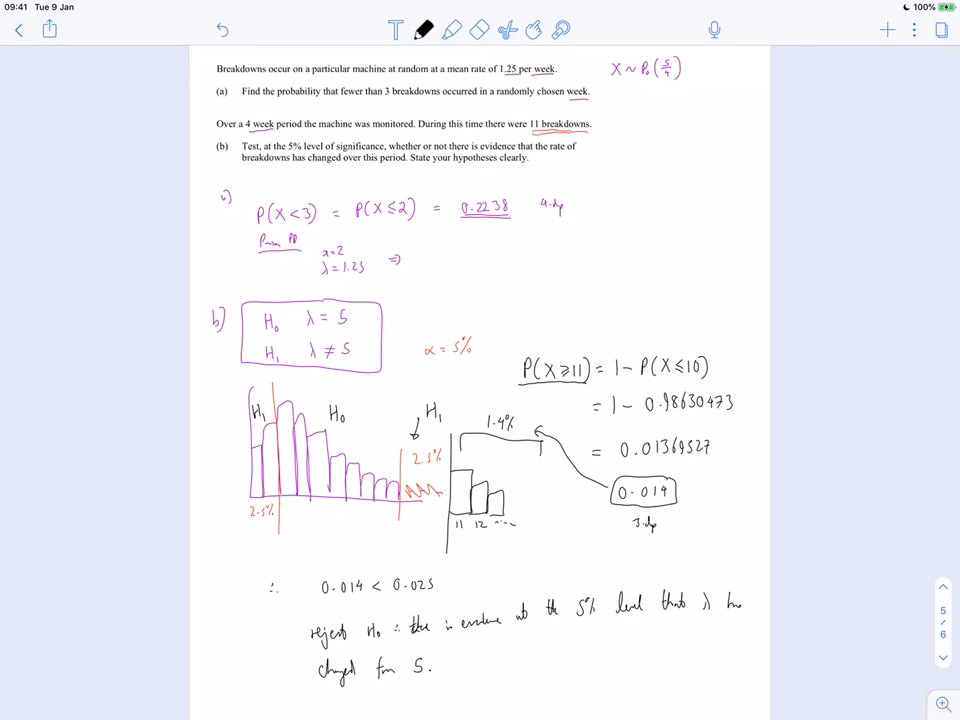 09:41 Tue 9 Jan
100%
Breakdowns occur on a particular machine at random at a mean rate of 1.25 per week.
X ~ Po(5/4)
(a) Find the probability that fewer than 3 breakdowns occurred in a randomly chosen week.
Over a 4 week period the machine was monitored. During this time there were 11 breakdowns.
(b) Test, at the 5% level of significance, whether or not there is evidence that the rate of
breakdowns has changed over this period. State your hypotheses clearly.
P(X<3) = P(X≤2) = 0.2238 4.dp
Poisson PD
x=2
λ=1.25 ⇒
b)
H₀ λ = 5
H₁ λ ≠ 5
α = 5%
P(X≥11) = 1 - P(X≤10)
= 1 - 0.98630473
= 0.01369527
0.014
3.dp
H₁ H₀ H₁
1.4%
2.5%
2.5%
11 12 ....
∴ 0.014 < 0.025
reject H₀ ∴ there is evidence at the 5% level that λ has
changed from 5.
5
/
6